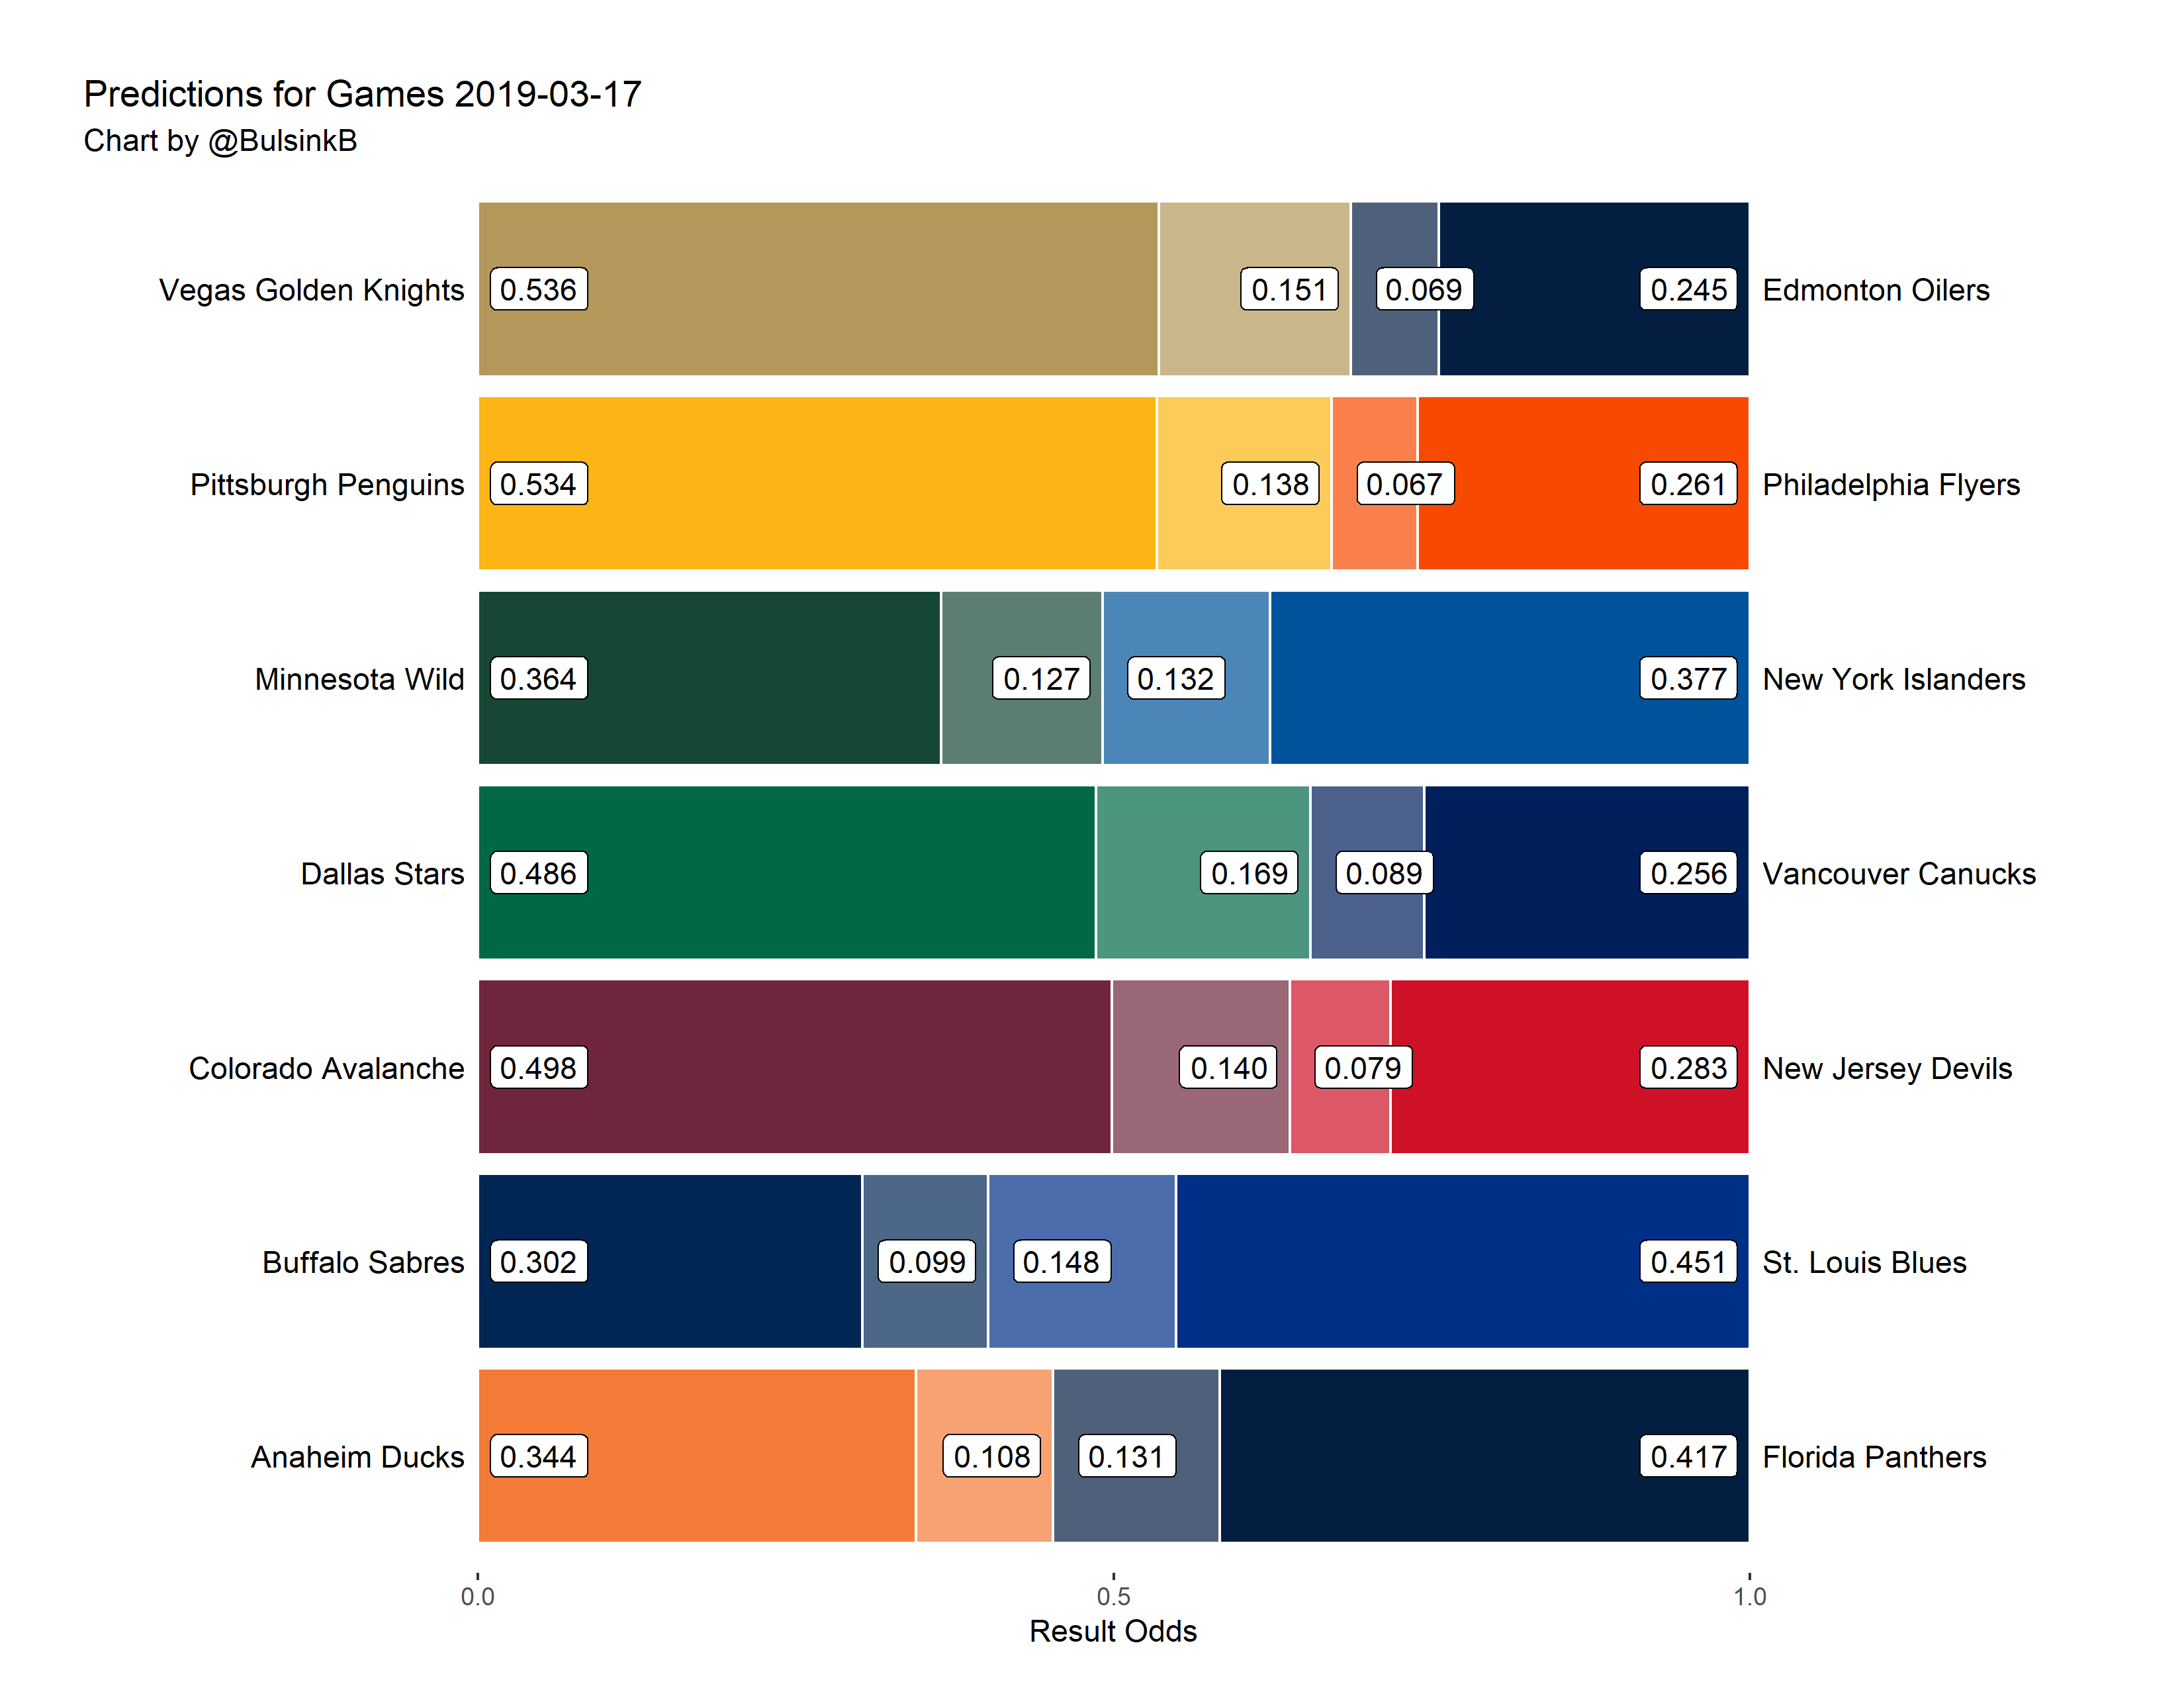 Predictions for Games 2019-03-17
Chart by @BulsinkB
Vegas Golden Knights 0.536 0.151 0.069 0.245 Edmonton Oilers
Pittsburgh Penguins 0.534 0.138 0.067 0.261 Philadelphia Flyers
Minnesota Wild 0.364 0.127 0.132 0.377 New York Islanders
Dallas Stars 0.486 0.169 0.089 0.256 Vancouver Canucks
Colorado Avalanche 0.498 0.140 0.079 0.283 New Jersey Devils
Buffalo Sabres 0.302 0.099 0.148 0.451 St. Louis Blues
Anaheim Ducks 0.344 0.108 0.131 0.417 Florida Panthers
0.0 0.5 1.0
Result Odds